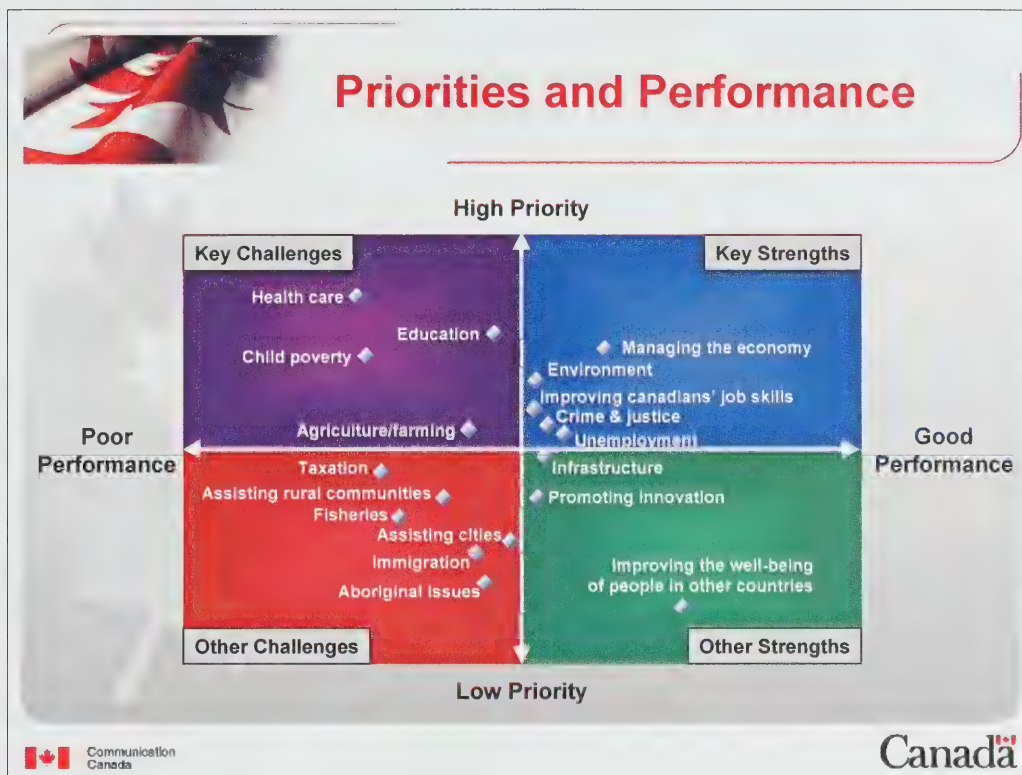 Priorities and Performance
High Priority
Key Challenges
Key Strengths
Health care
Education
Child poverty
Managing the economy
Environment
Improving canadians' job skills
Crime & justice
Agriculture/farming
Unemployment
Poor
Performance
Good
Performance
Taxation
Infrastructure
Assisting rural communities
Promoting innovation
Fisheries
Assisting cities
Immigration
Improving the well-being
of people in other countries
Aboriginal issues
Other Challenges
Other Strengths
Low Priority
Communication
Canada
Canada